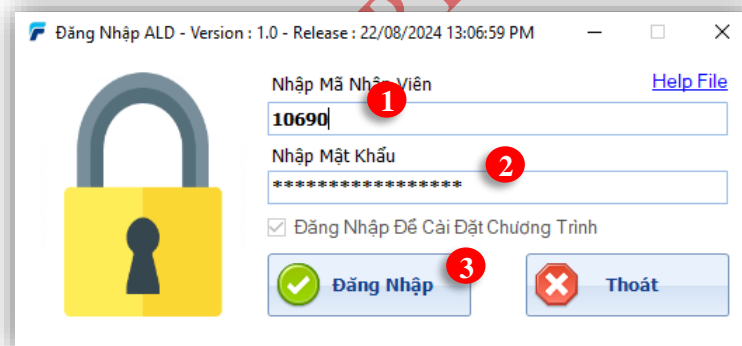 Đăng Nhập ALD - Version : 1.0 - Release : 22/08/2024 13:06:59 PM
Nhập Mã Nhân Viên Help File
1
10690
Nhập Mật Khẩu
2
*****************
Đăng Nhập Để Cài Đặt Chương Trình
3
Đăng Nhập Thoát